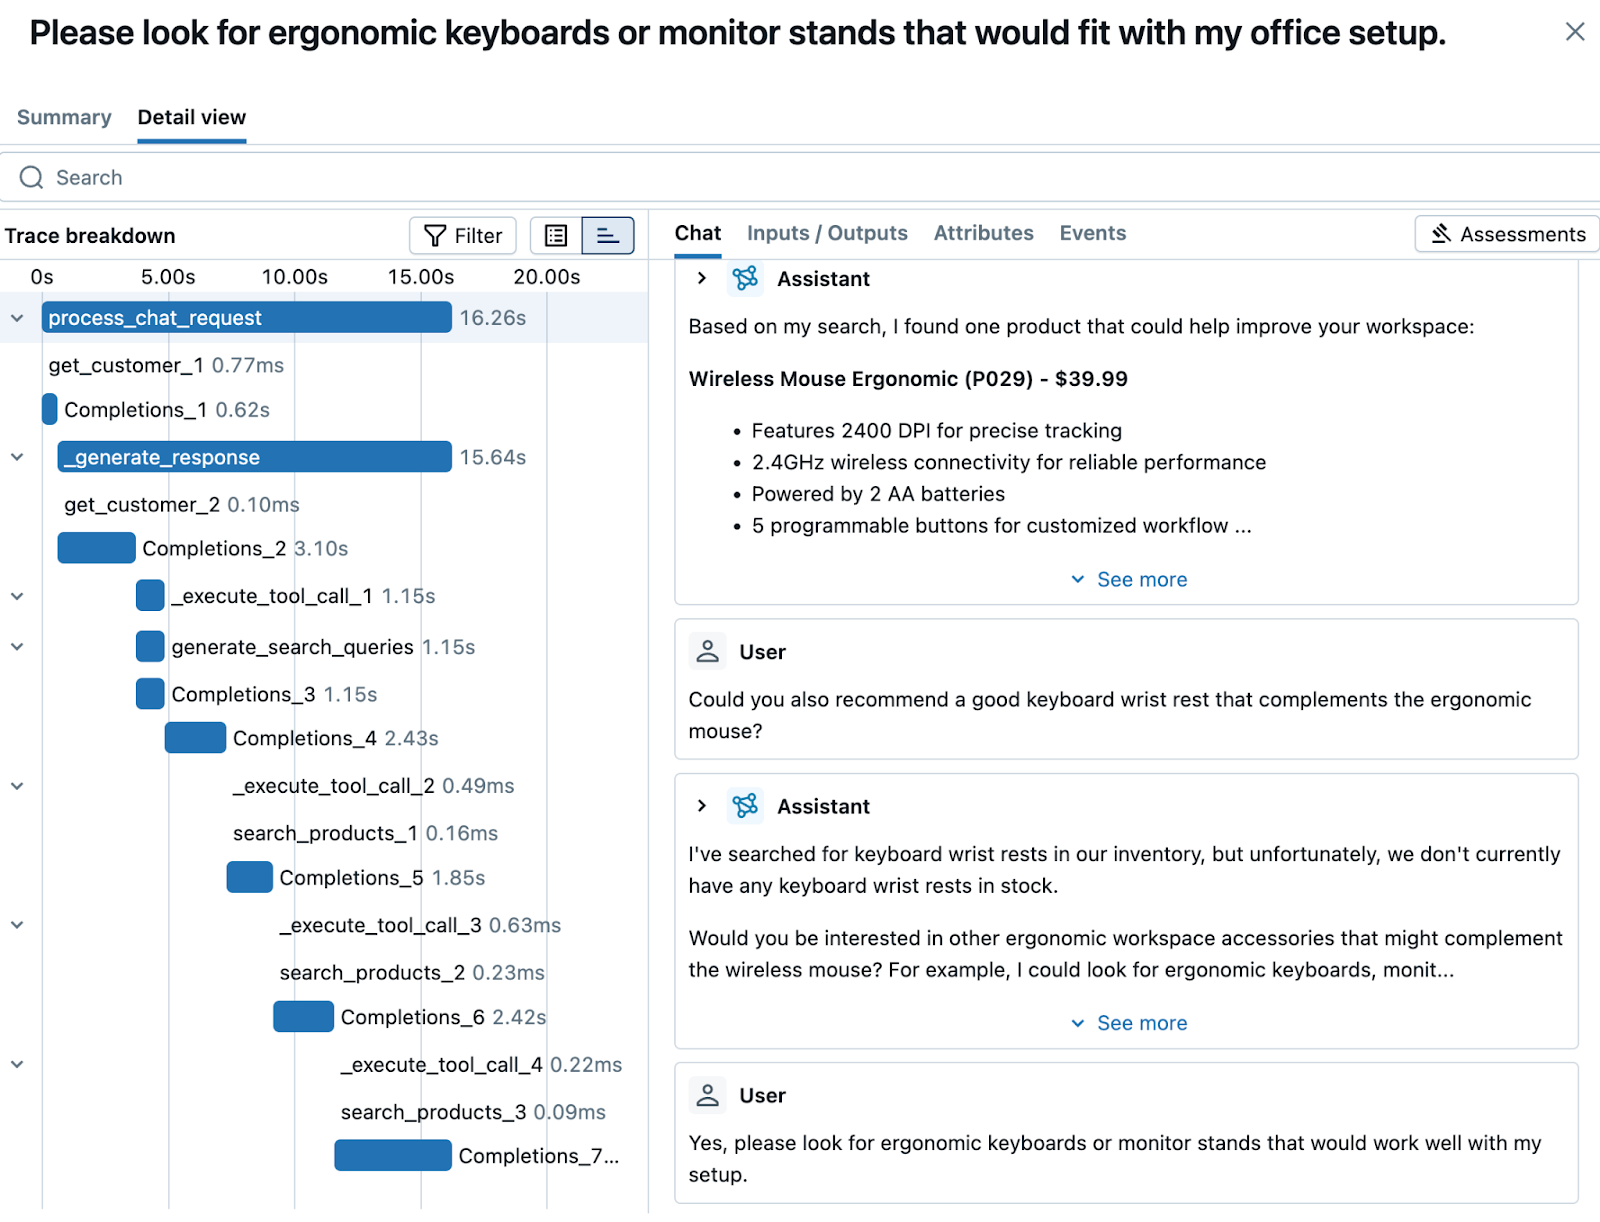 Please look for ergonomic keyboards or monitor stands that would fit with my office setup.
Summary
Detail view
Search
Trace breakdown
Filter
0s 5.00s 10.00s 15.00s 20.00s
process_chat_request 16.26s
get_customer_1 0.77ms
Completions_1 0.62s
_generate_response 15.64s
get_customer_2 0.10ms
Completions_2 3.10s
_execute_tool_call_1 1.15s
generate_search_queries 1.15s
Completions_3 1.15s
Completions_4 2.43s
_execute_tool_call_2 0.49ms
search_products_1 0.16ms
Completions_5 1.85s
_execute_tool_call_3 0.63ms
search_products_2 0.23ms
Completions_6 2.42s
_execute_tool_call_4 0.22ms
search_products_3 0.09ms
Completions_7...
Chat Inputs / Outputs Attributes Events
Assessments
Assistant
Based on my search, I found one product that could help improve your workspace:
Wireless Mouse Ergonomic (P029) - $39.99
• Features 2400 DPI for precise tracking
• 2.4GHz wireless connectivity for reliable performance
• Powered by 2 AA batteries
• 5 programmable buttons for customized workflow ...
See more
User
Could you also recommend a good keyboard wrist rest that complements the ergonomic
mouse?
Assistant
I've searched for keyboard wrist rests in our inventory, but unfortunately, we don't currently
have any keyboard wrist rests in stock.
Would you be interested in other ergonomic workspace accessories that might complement
the wireless mouse? For example, I could look for ergonomic keyboards, monit...
See more
User
Yes, please look for ergonomic keyboards or monitor stands that would work well with my
setup.